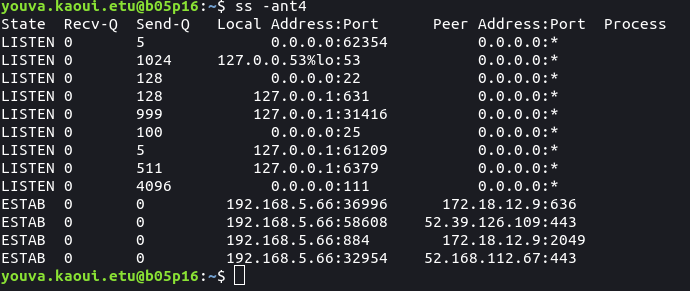 youva.kaoui.etu@b05p16:~$ ss -ant4
State Recv-Q Send-Q Local Address:Port Peer Address:Port Process
LISTEN 0 5 0.0.0.0:62354 0.0.0.0:*
LISTEN 0 1024 127.0.0.53%lo:53 0.0.0.0:*
LISTEN 0 128 0.0.0.0:22 0.0.0.0:*
LISTEN 0 128 127.0.0.1:631 0.0.0.0:*
LISTEN 0 999 127.0.0.1:31416 0.0.0.0:*
LISTEN 0 100 0.0.0.0:25 0.0.0.0:*
LISTEN 0 5 127.0.0.1:61209 0.0.0.0:*
LISTEN 0 511 127.0.0.1:6379 0.0.0.0:*
LISTEN 0 4096 0.0.0.0:111 0.0.0.0:*
ESTAB 0 0 192.168.5.66:36996 172.18.12.9:636
ESTAB 0 0 192.168.5.66:58608 52.39.126.109:443
ESTAB 0 0 192.168.5.66:884 172.18.12.9:2049
ESTAB 0 0 192.168.5.66:32954 52.168.112.67:443
youva.kaoui.etu@b05p16:~$